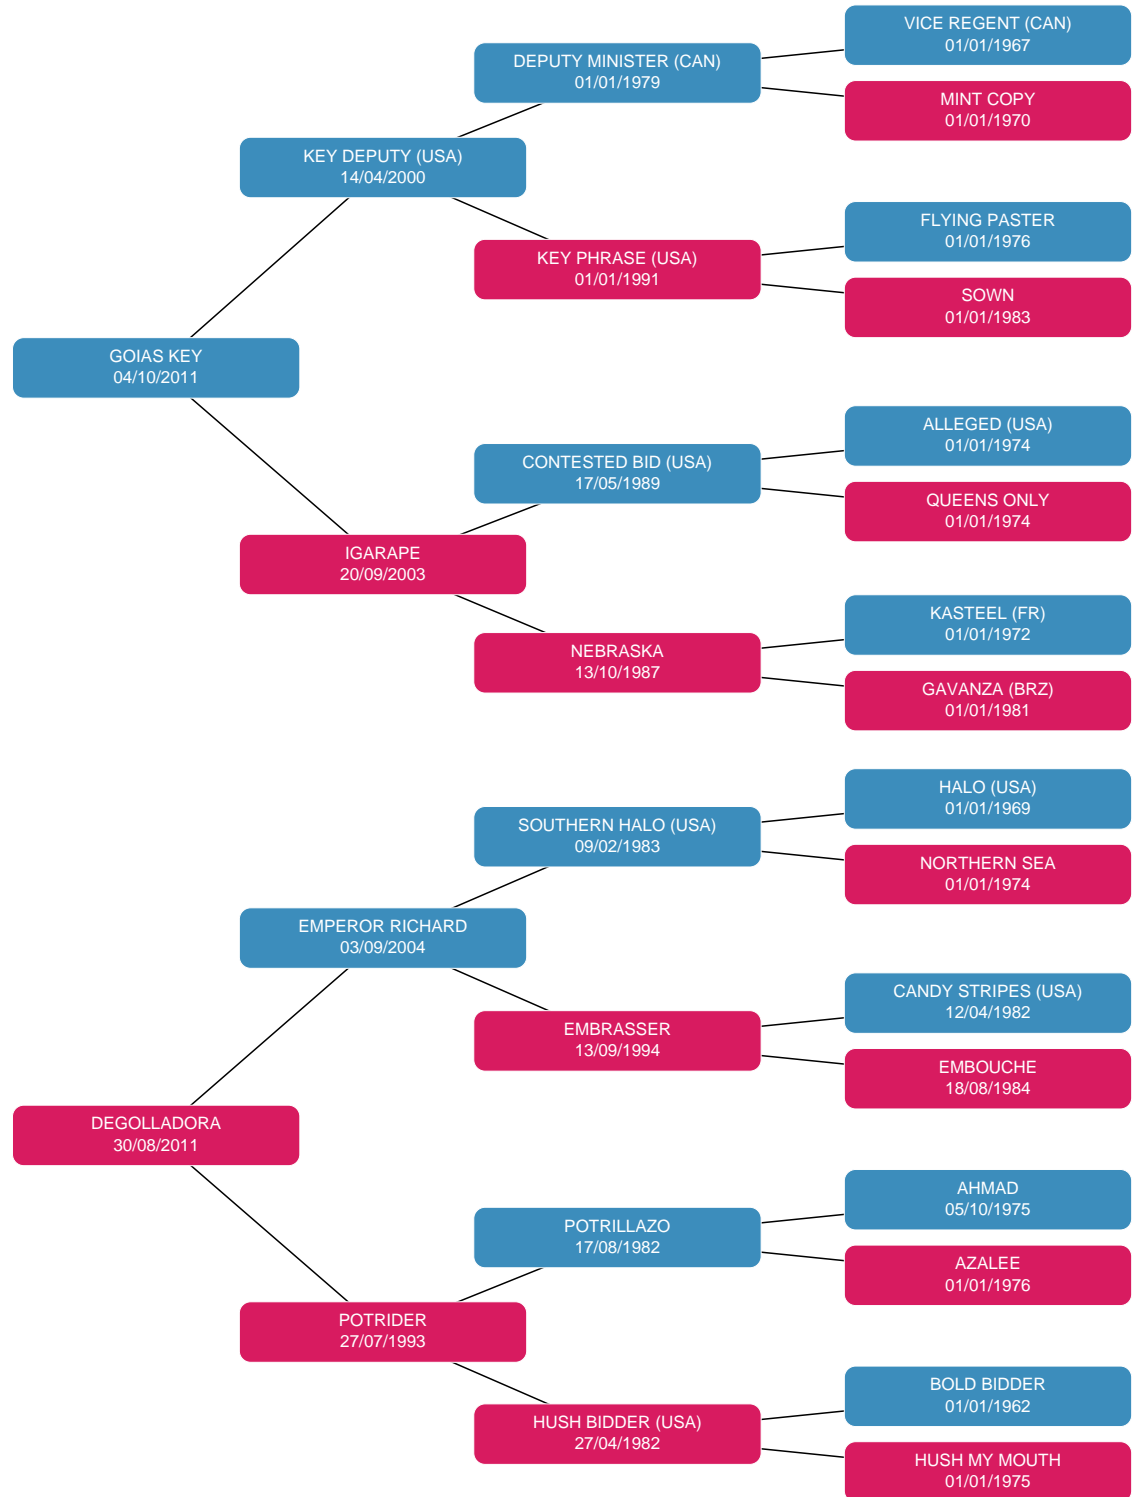 VICE REGENT (CAN)
01/01/1967
DEPUTY MINISTER (CAN)
01/01/1979
MINT COPY
01/01/1970
KEY DEPUTY (USA)
14/04/2000
FLYING PASTER
01/01/1976
KEY PHRASE (USA)
01/01/1991
SOWN
01/01/1983
GOIAS KEY
04/10/2011
ALLEGED (USA)
01/01/1974
CONTESTED BID (USA)
17/05/1989
QUEENS ONLY
01/01/1974
IGARAPE
20/09/2003
KASTEEL (FR)
01/01/1972
NEBRASKA
13/10/1987
GAVANZA (BRZ)
01/01/1981
HALO (USA)
01/01/1969
SOUTHERN HALO (USA)
09/02/1983
NORTHERN SEA
01/01/1974
EMPEROR RICHARD
03/09/2004
CANDY STRIPES (USA)
12/04/1982
EMBRASSER
13/09/1994
EMBOUCHE
18/08/1984
DEGOLLADORA
30/08/2011
AHMAD
05/10/1975
POTRILLAZO
17/08/1982
AZALEE
01/01/1976
POTRIDER
27/07/1993
BOLD BIDDER
01/01/1962
HUSH BIDDER (USA)
27/04/1982
HUSH MY MOUTH
01/01/1975